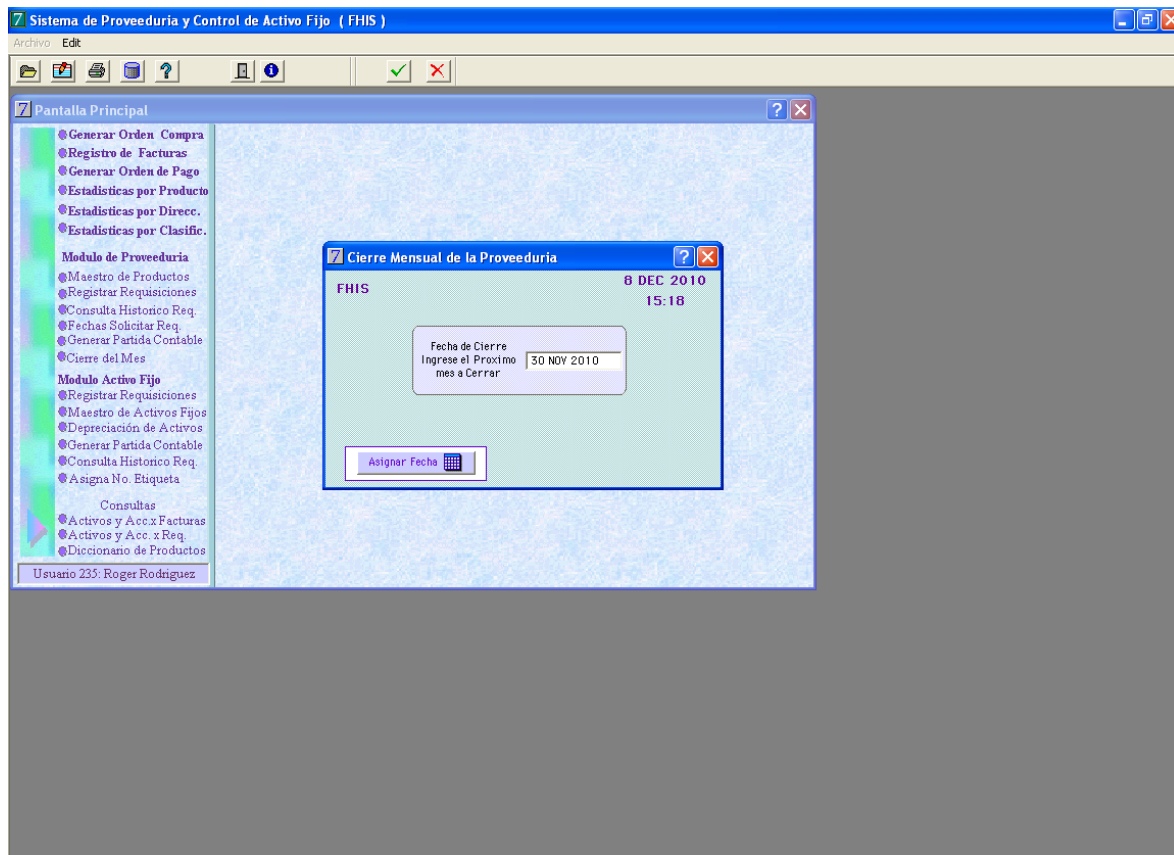 Sistema de Proveeduria y Control de Activo Fijo ( FHIS )
Archivo Edit
Pantalla Principal
Generar Orden Compra
Registro de Facturas
Generar Orden de Pago
Estadisticas por Producto
Estadisticas por Direcc.
Estadisticas por Clasific.
Modulo de Proveeduria
Maestro de Productos
Registrar Requisiciones
Consulta Historico Req.
Fechas Solicitar Req.
Generar Partida Contable
Cierre del Mes
Modulo Activo Fijo
Registrar Requisiciones
Maestro de Activos Fijos
Depreciación de Activos
Generar Partida Contable
Consulta Historico Req.
Asigna No. Etiqueta
Consultas
Activos y Acc.x Facturas
Activos y Acc. x Req.
Diccionario de Productos
Usuario 235: Roger Rodriguez
Cierre Mensual de la Proveeduria
FHIS
8 DEC 2010
15:18
Fecha de Cierre
Ingrese el Proximo
mes a Cerrar
30 NOV 2010
Asignar Fecha